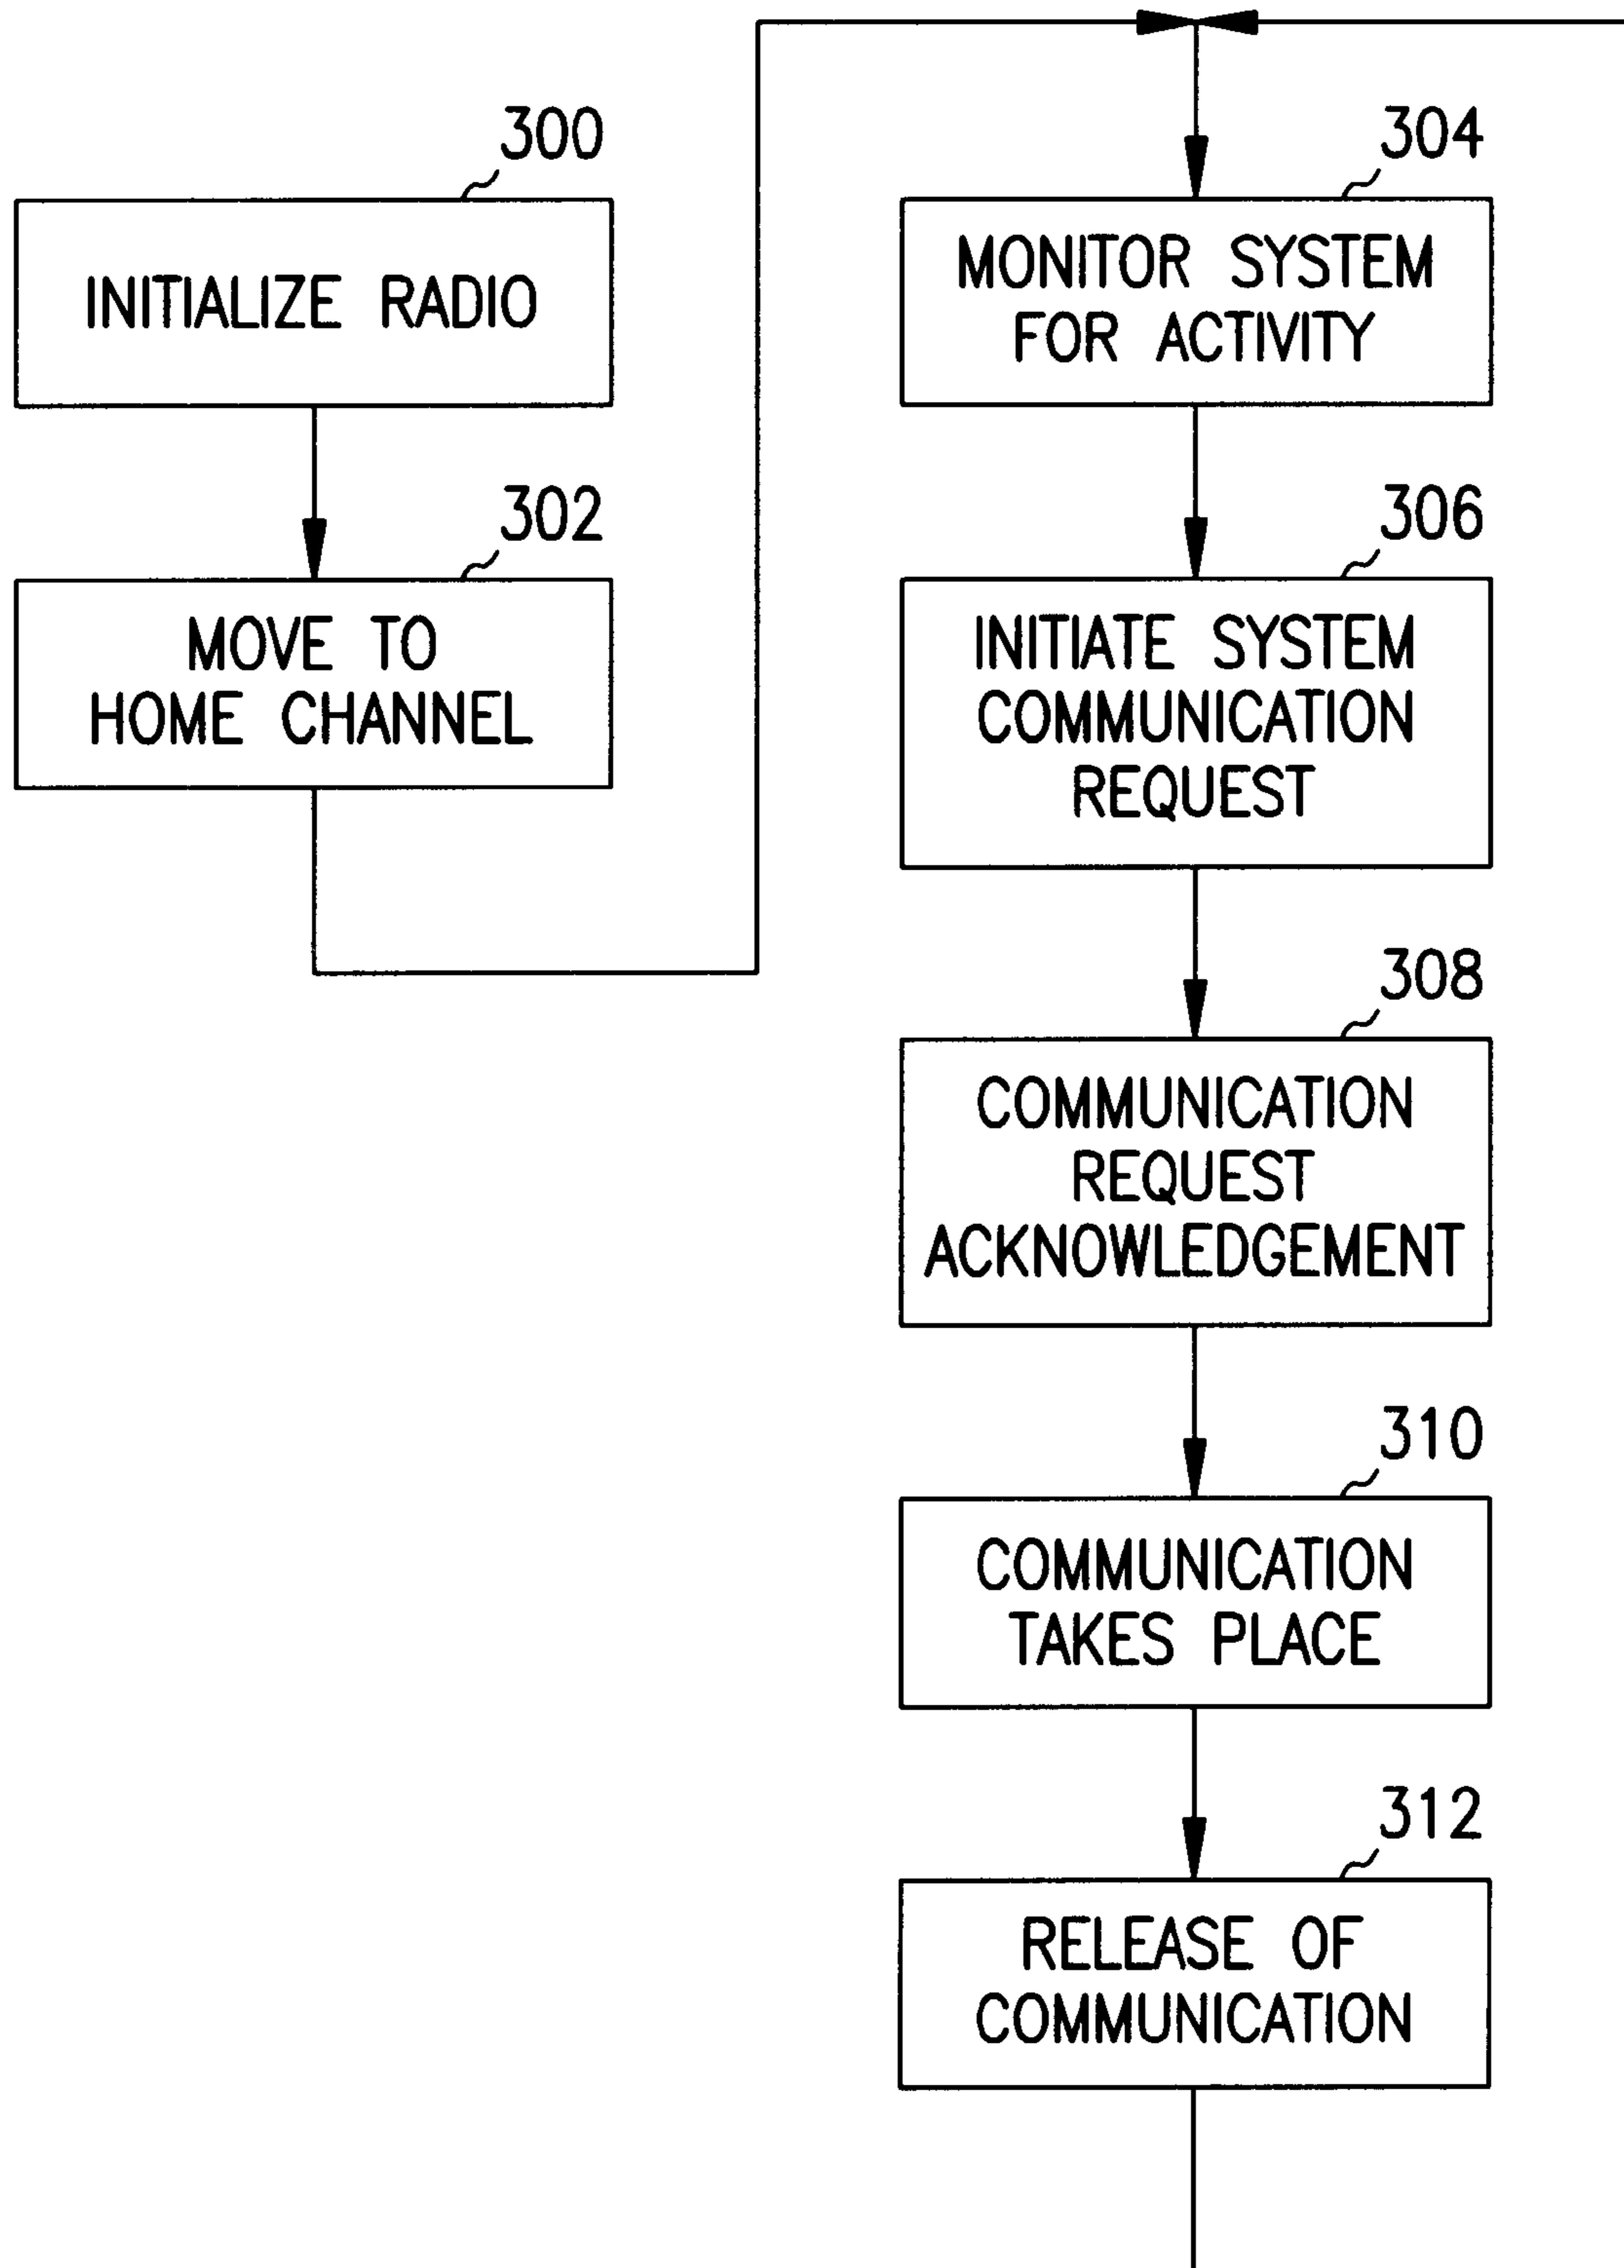 300
INITIALIZE RADIO
302
MOVE TO
HOME CHANNEL
304
MONITOR SYSTEM
FOR ACTIVITY
306
INITIATE SYSTEM
COMMUNICATION
REQUEST
308
COMMUNICATION
REQUEST
ACKNOWLEDGEMENT
310
COMMUNICATION
TAKES PLACE
312
RELEASE OF
COMMUNICATION